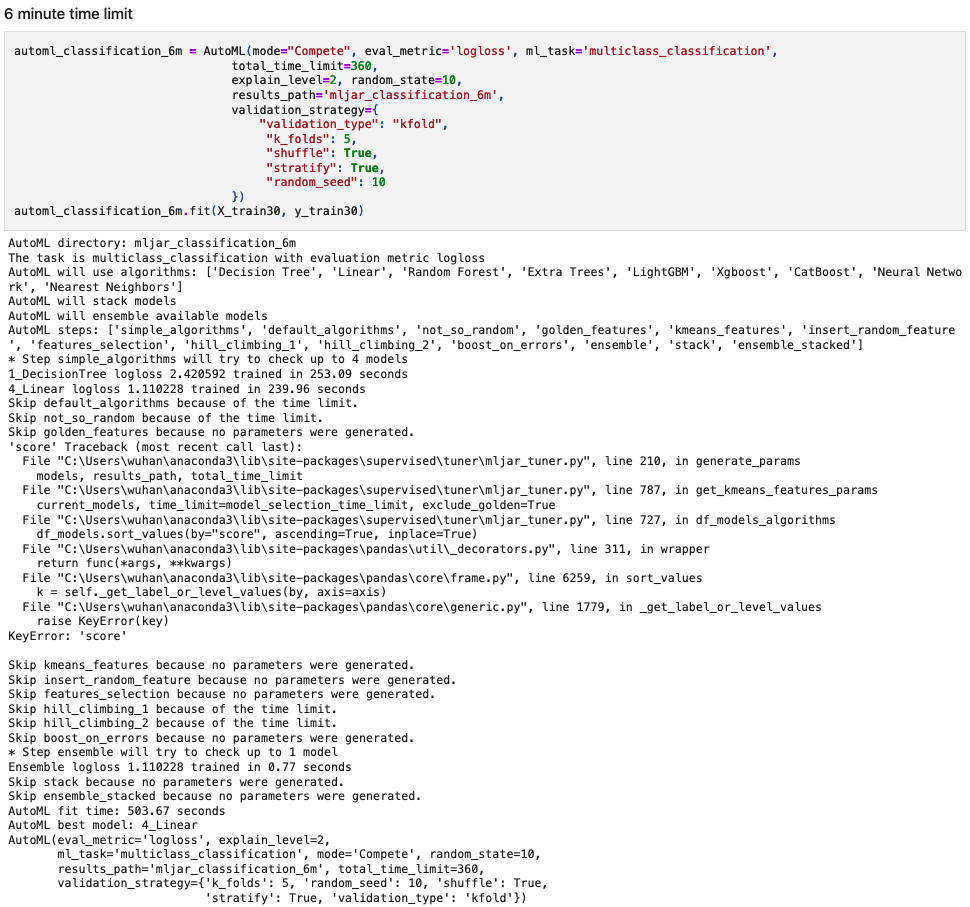 6 minute time limit
automl_classification_6m = AutoML(mode="Compete", eval_metric='logloss', ml_task='multiclass_classification',
total_time_limit=360,
explain_level=2, random_state=10,
results_path='mljar_classification_6m',
validation_strategy={
"validation_type": "kfold",
"k_folds": 5,
"shuffle": True,
"stratify": True,
"random_seed": 10
})
automl_classification_6m.fit(X_train30, y_train30)
AutoML directory: mljar_classification_6m
The task is multiclass_classification with evaluation metric logloss
AutoML will use algorithms: ['Decision Tree', 'Linear', 'Random Forest', 'Extra Trees', 'LightGBM', 'Xgboost', 'CatBoost', 'Neural Netwo
rk', 'Nearest Neighbors']
AutoML will stack models
AutoML will ensemble available models
AutoML steps: ['simple_algorithms', 'default_algorithms', 'not_so_random', 'golden_features', 'kmeans_features', 'insert_random_feature
', 'features_selection', 'hill_climbing_1', 'hill_climbing_2', 'boost_on_errors', 'ensemble', 'stack', 'ensemble_stacked']
* Step simple_algorithms will try to check up to 4 models
1_DecisionTree logloss 2.420592 trained in 253.09 seconds
4_Linear logloss 1.110228 trained in 239.96 seconds
Skip default_algorithms because of the time limit.
Skip not_so_random because of the time limit.
Skip golden_features because no parameters were generated.
'score' Traceback (most recent call last):
File "C:\Users\wuhan\anaconda3\lib\site-packages\supervised\tuner\mljar_tuner.py", line 210, in generate_params
models, results_path, total_time_limit
File "C:\Users\wuhan\anaconda3\lib\site-packages\supervised\tuner\mljar_tuner.py", line 787, in get_kmeans_features_params
current_models, time_limit=model_selection_time_limit, exclude_golden=True
File "C:\Users\wuhan\anaconda3\lib\site-packages\supervised\tuner\mljar_tuner.py", line 727, in df_models_algorithms
df_models.sort_values(by="score", ascending=True, inplace=True)
File "C:\Users\wuhan\anaconda3\lib\site-packages\pandas\util\_decorators.py", line 311, in wrapper
return func(*args, **kwargs)
File "C:\Users\wuhan\anaconda3\lib\site-packages\pandas\core\frame.py", line 6259, in sort_values
k = self._get_label_or_level_values(by, axis=axis)
File "C:\Users\wuhan\anaconda3\lib\site-packages\pandas\core\generic.py", line 1779, in _get_label_or_level_values
raise KeyError(key)
KeyError: 'score'
Skip kmeans_features because no parameters were generated.
Skip insert_random_feature because no parameters were generated.
Skip features_selection because no parameters were generated.
Skip hill_climbing_1 because of the time limit.
Skip hill_climbing_2 because of the time limit.
Skip boost_on_errors because no parameters were generated.
* Step ensemble will try to check up to 1 model
Ensemble logloss 1.110228 trained in 0.77 seconds
Skip stack because no parameters were generated.
Skip ensemble_stacked because no parameters were generated.
AutoML fit time: 503.67 seconds
AutoML best model: 4_Linear
AutoML(eval_metric='logloss', explain_level=2,
ml_task='multiclass_classification', mode='Compete', random_state=10,
results_path='mljar_classification_6m', total_time_limit=360,
validation_strategy={'k_folds': 5, 'random_seed': 10, 'shuffle': True,
'stratify': True, 'validation_type': 'kfold'})